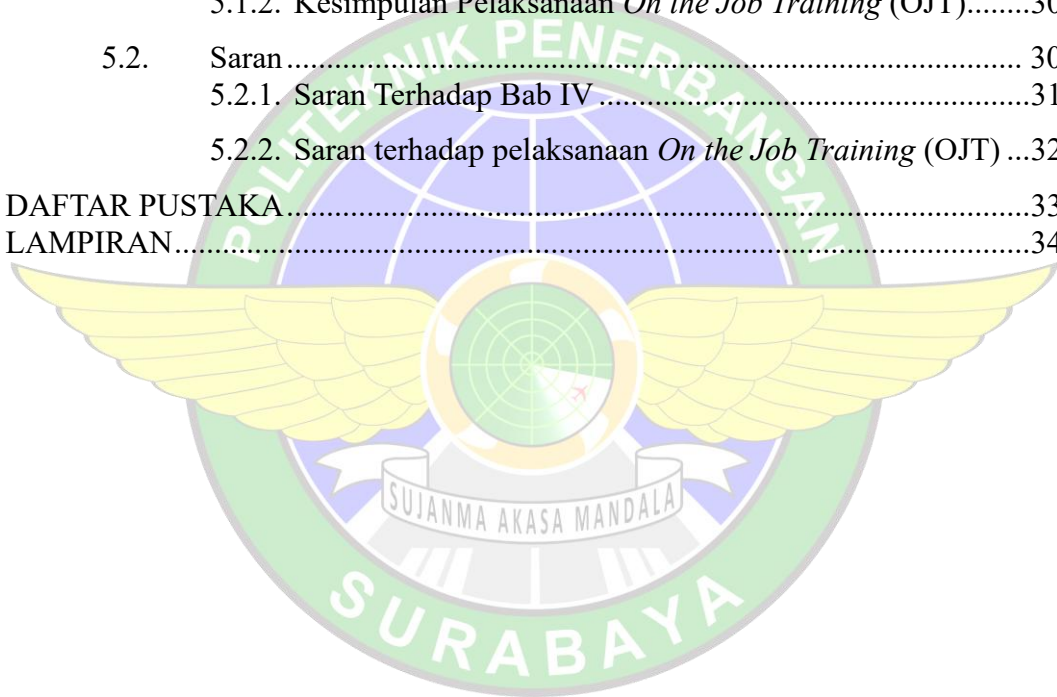 5.1.2. Kesimpulan Pelaksanaan On the Job Training (OJT)........30
5.2. Saran.................................................................................... 30
5.2.1. Saran Terhadap Bab IV ..................................................31
5.2.2. Saran terhadap pelaksanaan On the Job Training (OJT) ...32
DAFTAR PUSTAKA.....................................................................................33
LAMPIRAN..................................................................................................34
POLITEKNIK PENERBANGAN
SUJANMA AKASA MANDALA
SURABAYA